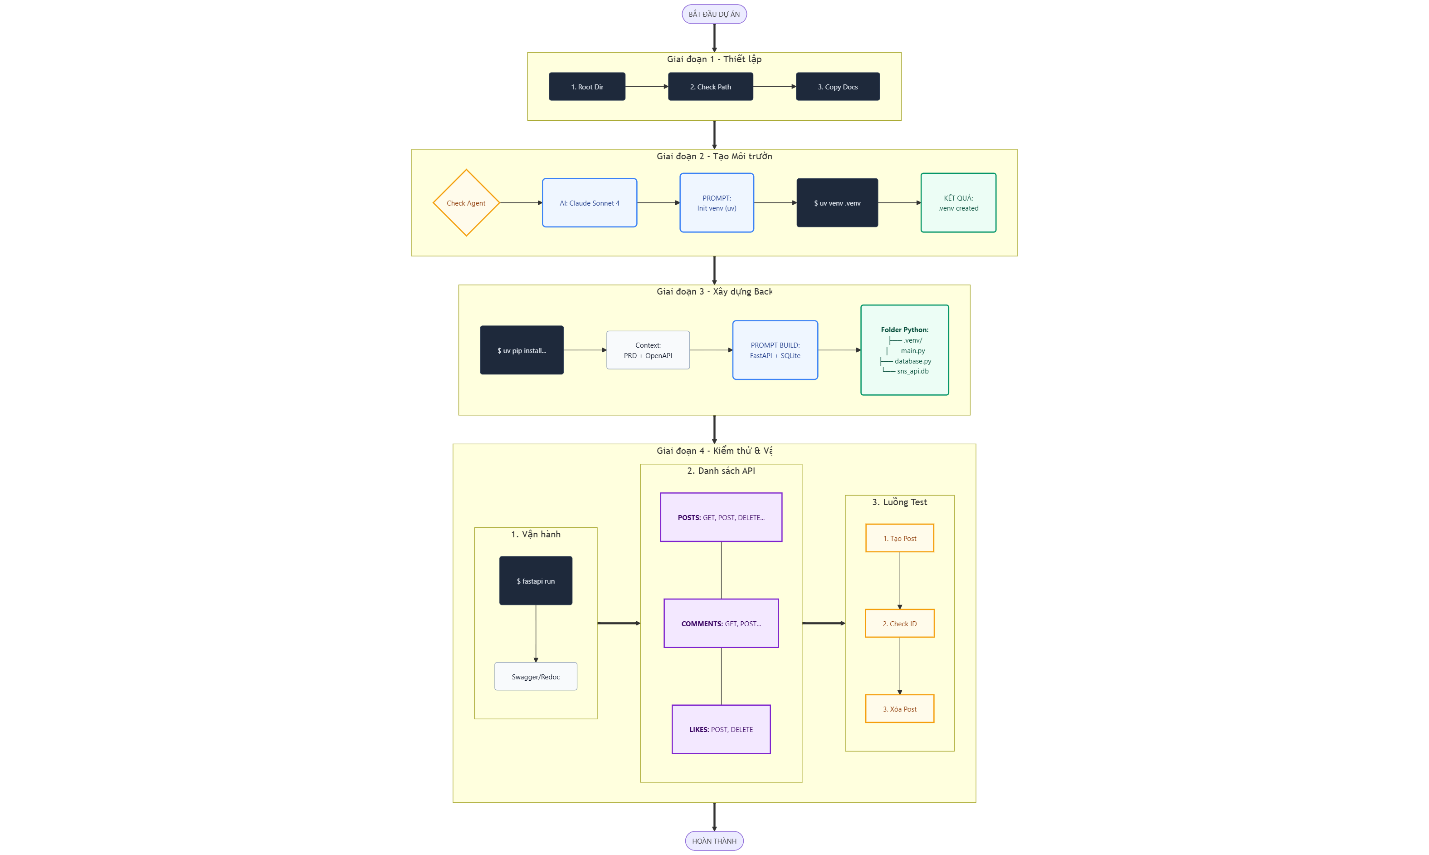 BẮT ĐẦU DỰ ÁN
Giai đoạn 1 - Thiết lập
1. Root Dir
2. Check Path
3. Copy Docs
Giai đoạn 2 - Tạo Môi trườn
Check Agent
AI: Claude Sonnet 4
PROMPT:
Init venv (uv)
$ uv venv .venv
KẾT QUẢ:
.venv created
Giai đoạn 3 - Xây dựng Back
$ uv pip install...
Context:
PRD + OpenAPI
PROMPT BUILD:
FastAPI + SQLite
Folder Python:
├── .venv/
│ main.py
├── database.py
└── sns_api.db
Giai đoạn 4 - Kiểm thử & Vậ
1. Vận hành
$ fastapi run
Swagger/Redoc
2. Danh sách API
POSTS: GET, POST, DELETE...
COMMENTS: GET, POST...
LIKES: POST, DELETE
3. Luồng Test
1. Tạo Post
2. Check ID
3. Xóa Post
HOÀN THÀNH